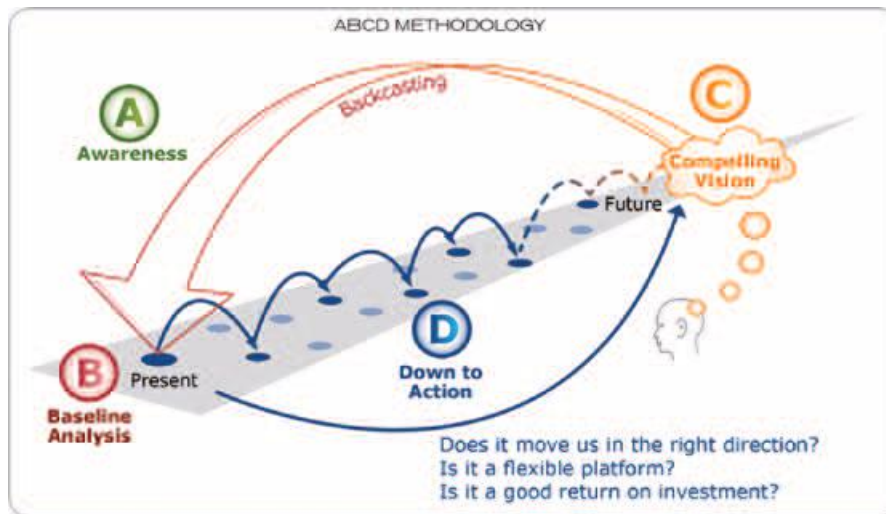 ABCD METHODOLOGY
Backcasting
A
Awareness
C
Compelling
Vision
Future
D
Down to
Action
B
Present
Baseline
Analysis
Does it move us in the right direction?
Is it a flexible platform?
Is it a good return on investment?